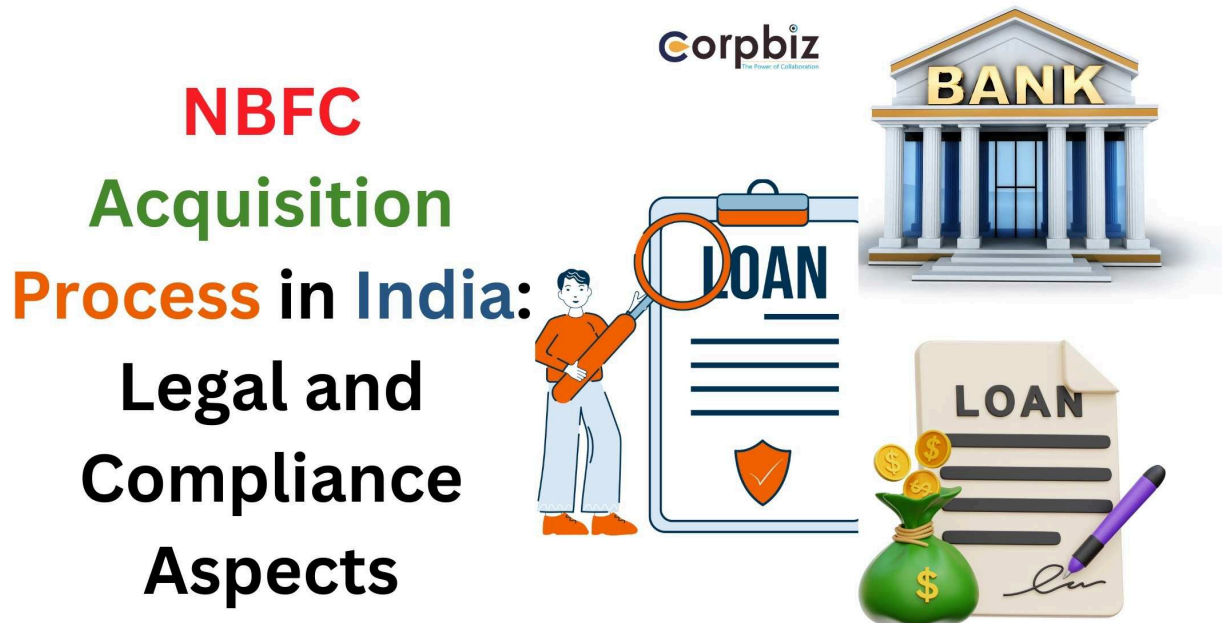 NBFC
Acquisition
Process in India:
Legal and
Compliance
Aspects
Corpbiz
The Power of Collaboration
BANK
LOAN
LOAN
$
$
$
$